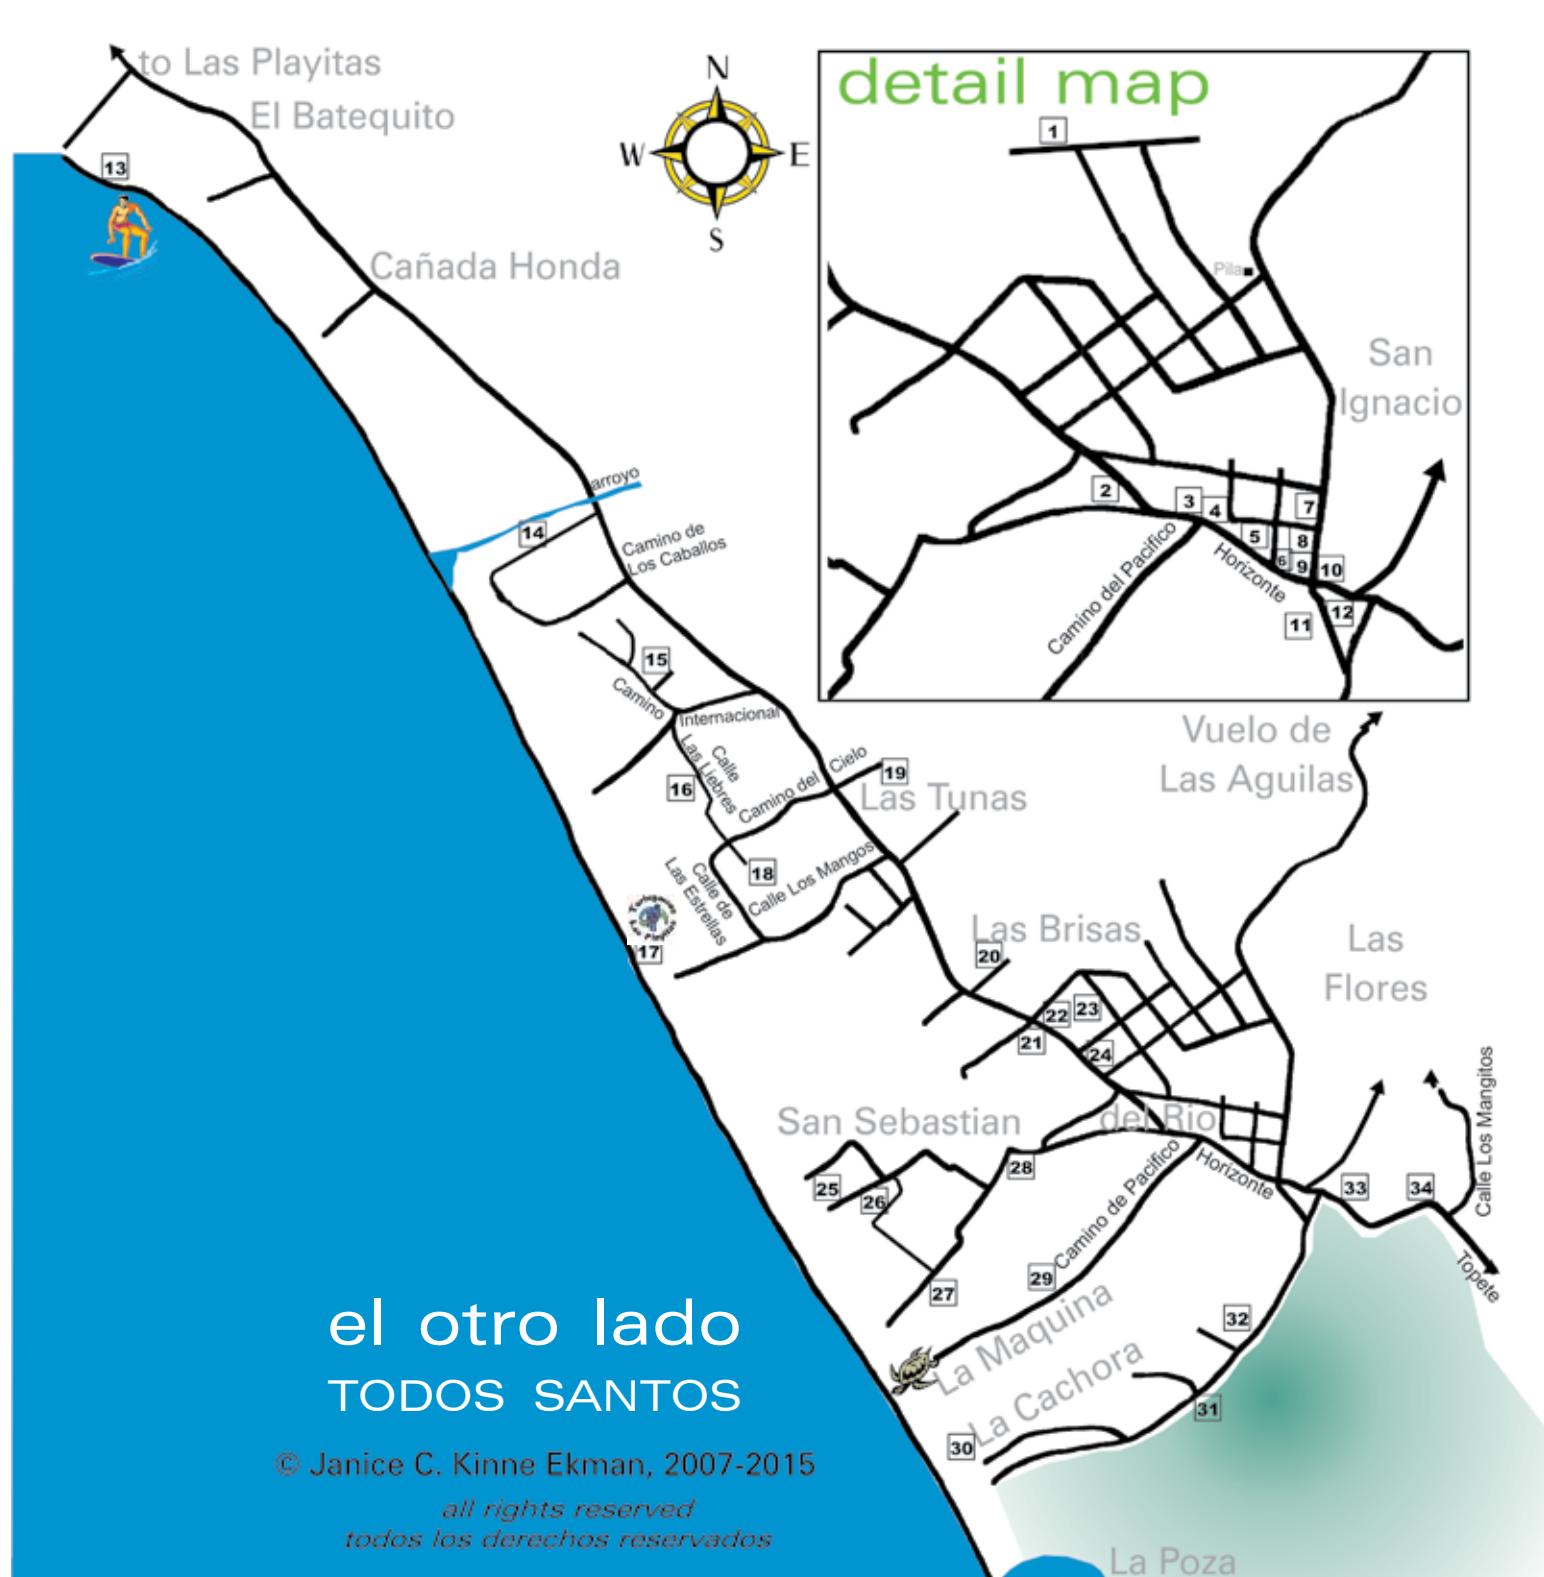 to Las Playitas
El Batequito
13
Cañada Honda
N
W
E
S
detail map
1
Pila
San
Ignacio
2
3
4
5
6
7
8
9
10
11
12
Camino del Pacifico
Horizonte
arroyo
14
Camino de
Los Caballos
15
Camino
Internacional
Calle
Las Liebres
16
Camino del Cielo
19
Las Tunas
18
Calle Los Mangos
Calle de
Las Estrellas
Tortugueros
Las Playitas
17
Vuelo de
Las Aguilas
Las Brisas
20
Las
Flores
22
23
21
24
San Sebastian
del Rio
28
25
26
27
29
Camino de Pacifico
Horizonte
33
34
Calle Los Mangitos
Topete
La Maquina
La Cachora
32
31
30
La Poza
el otro lado
TODOS SANTOS
© Janice C. Kinne Ekman, 2007-2015
all rights reserved
todos los derechos reservados